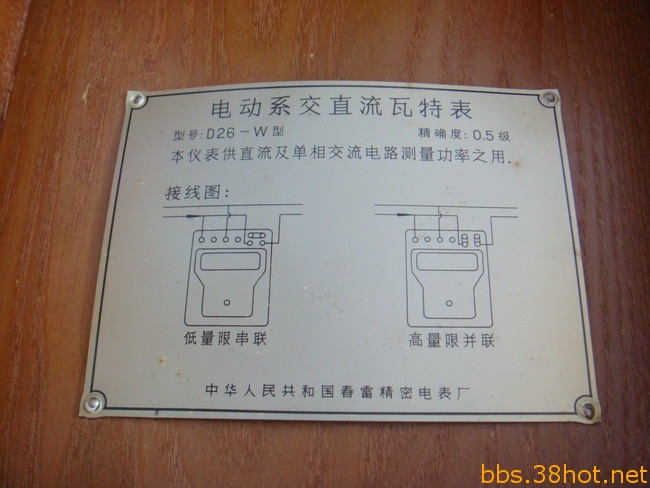 电动系交直流瓦特表
型号:D26-W型 精确度:0.5级
本仪表供直流及单相交流电路测量功率之用.
接线图:
低量限串联 高量限并联
中华人民共和国春雷精密电表厂
bbs.38hot.net